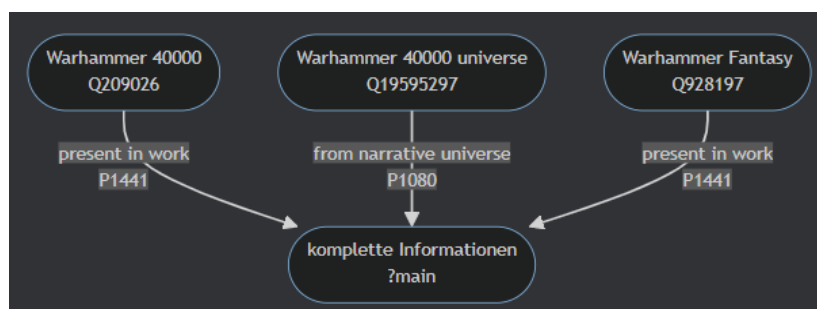 Warhammer 40000
Q209026
Warhammer 40000 universe
Q19595297
Warhammer Fantasy
Q928197
present in work
P1441
from narrative universe
P1080
present in work
P1441
komplette Informationen
?main